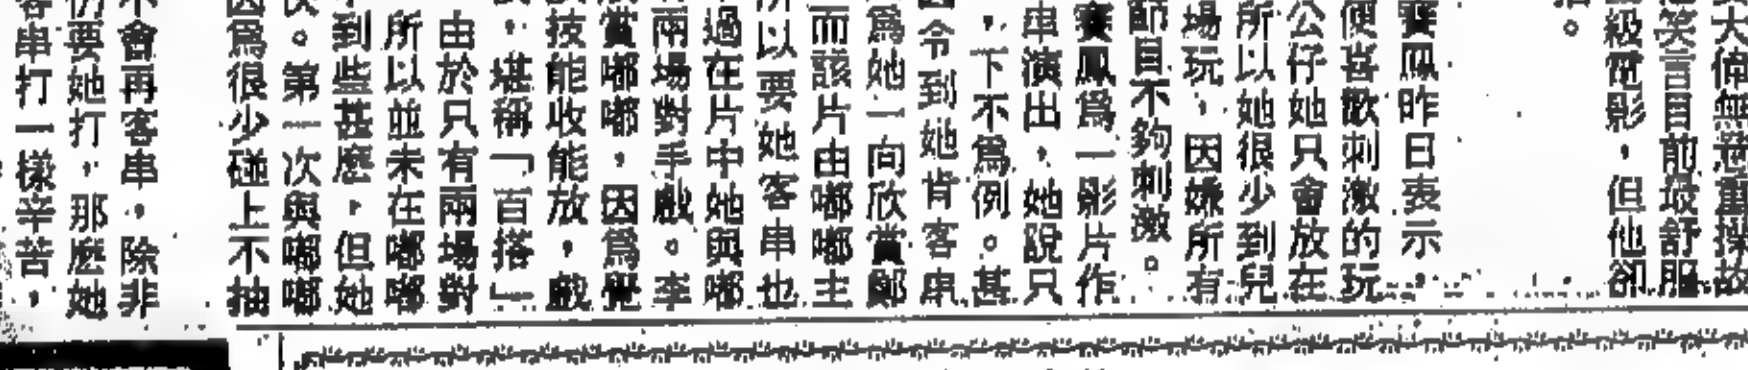 大偉無意重操故
笑言目前最舒服
級電影，但他卻
。
寶鳳昨日表示，
便喜歡刺激的玩
公仔她只會放在
所以她很少到兒
場玩，因嫌所有
節目不夠刺激。
寶鳳爲一影片作
串演出，她說只
，下不爲例。甚
令到她肯客串
爲她一向欣賞鄭
而該片由嘟嘟主
所以要她客串也
過在片中她與嘟
兩場對手戲。李
賞嘟嘟，因爲覺
技能收能放，戲
，堪稱「百搭」
由於只有兩場對
所以並未在嘟嘟
到些甚麼，但她
快。第一次與嘟嘟
因爲很少碰上不抽
不會再客串，除非
仍要她打，那麽她
客串打一樣辛苦，